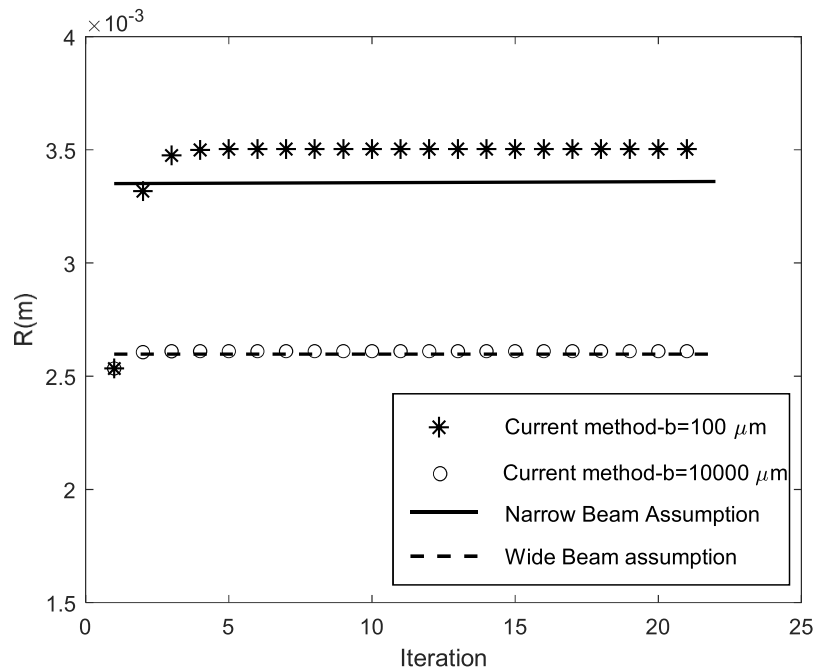 ×10⁻³
4
3.5
3
2.5
2
1.5
R(m)
0 5 10 15 20 25
Iteration
Current method-b=100 μm
Current method-b=10000 μm
Narrow Beam Assumption
Wide Beam assumption